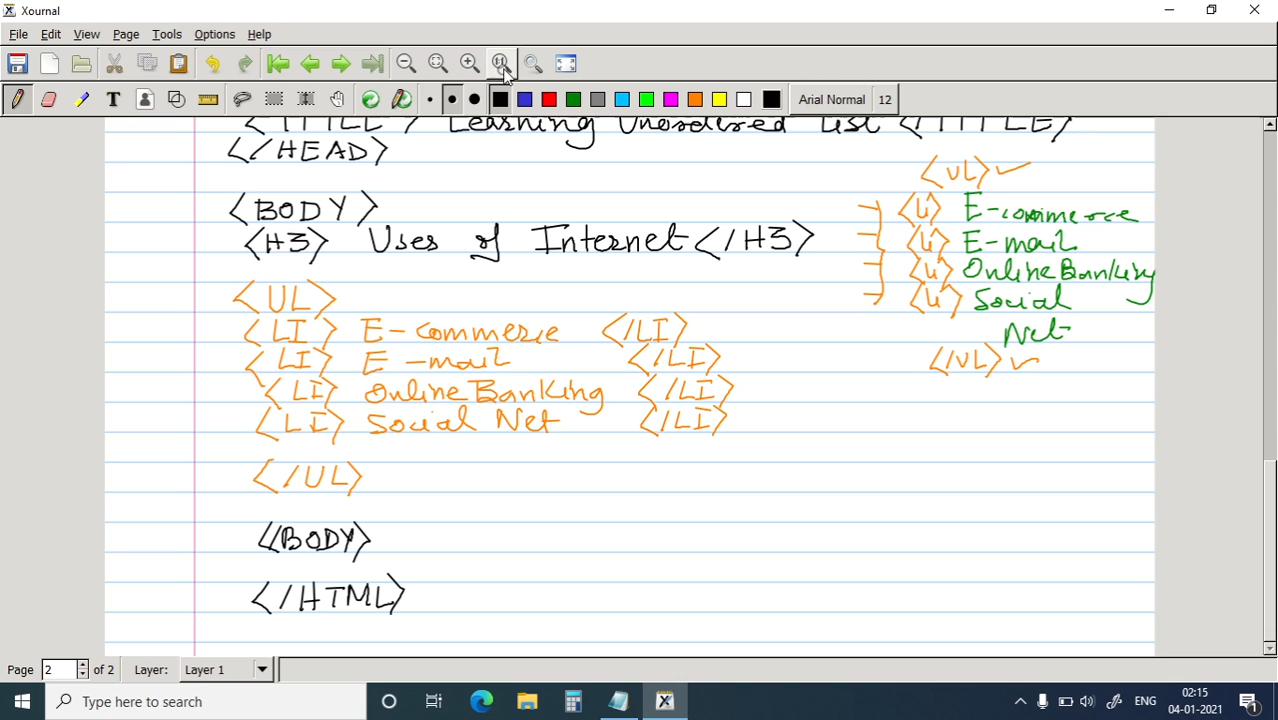 Xournal
File Edit View Page Tools Options Help
Arial Normal 12
<TITLE> Learning Unordered List </TITLE>
</HEAD>
<BODY>
<H3> Uses of Internet </H3>
<UL>
<LI> E-commerce </LI>
<LI> E-mail </LI>
<LI> Online Banking </LI>
<LI> Social Net </LI>
</UL>
</BODY>
</HTML>
<UL>
<li> E-commerce
<li> E-mail
<li> Online Banking
<li> Social
Net
</UL>
Page 2 of 2 Layer: Layer 1
Type here to search
ENG
02:15
04-01-2021
1